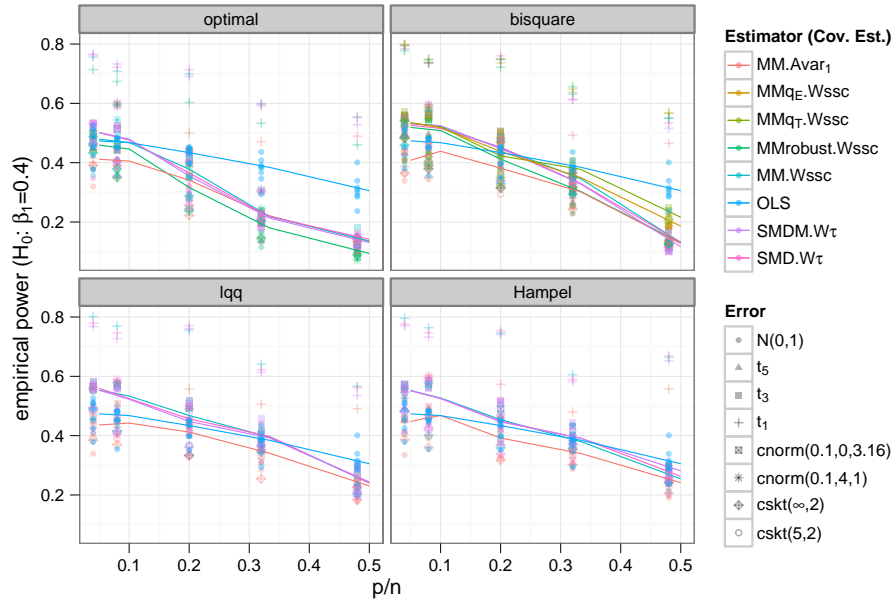 optimal
bisquare
0.8
0.6
0.4
0.2
lqq
Hampel
0.8
0.6
0.4
0.2
0.1
0.2
0.3
0.4
0.5
0.1
0.2
0.3
0.4
0.5
p/n
empirical power (H₀: β₁=0.4)
Estimator (Cov. Est.)
MM.Avar₁
MMqE.Wssc
MMqT.Wssc
MMrobust.Wssc
MM.Wssc
OLS
SMDM.Wτ
SMD.Wτ
Error
N(0,1)
t₅
t₃
t₁
cnorm(0.1,0,3.16)
cnorm(0.1,4,1)
cskt(∞,2)
cskt(5,2)